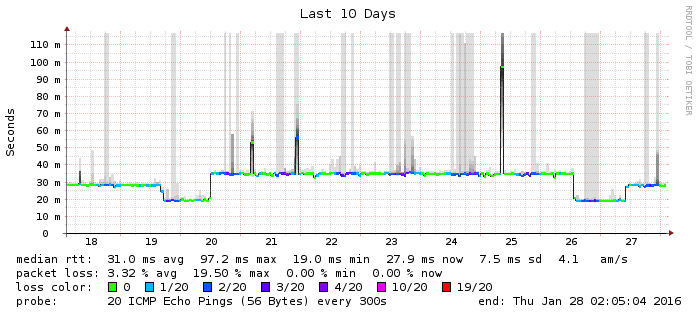 Last 10 Days
RRDTOOL / TOBI OETIKER
Seconds
110 m
100 m
90 m
80 m
70 m
60 m
50 m
40 m
30 m
20 m
10 m
0
18 19 20 21 22 23 24 25 26 27
median rtt: 31.0 ms avg 97.2 ms max 19.0 ms min 27.9 ms now 7.5 ms sd 4.1 am/s
packet loss: 3.32 % avg 19.50 % max 0.00 % min 0.00 % now
loss color: 0 1/20 2/20 3/20 4/20 10/20 19/20
probe: 20 ICMP Echo Pings (56 Bytes) every 300s end: Thu Jan 28 02:05:04 2016